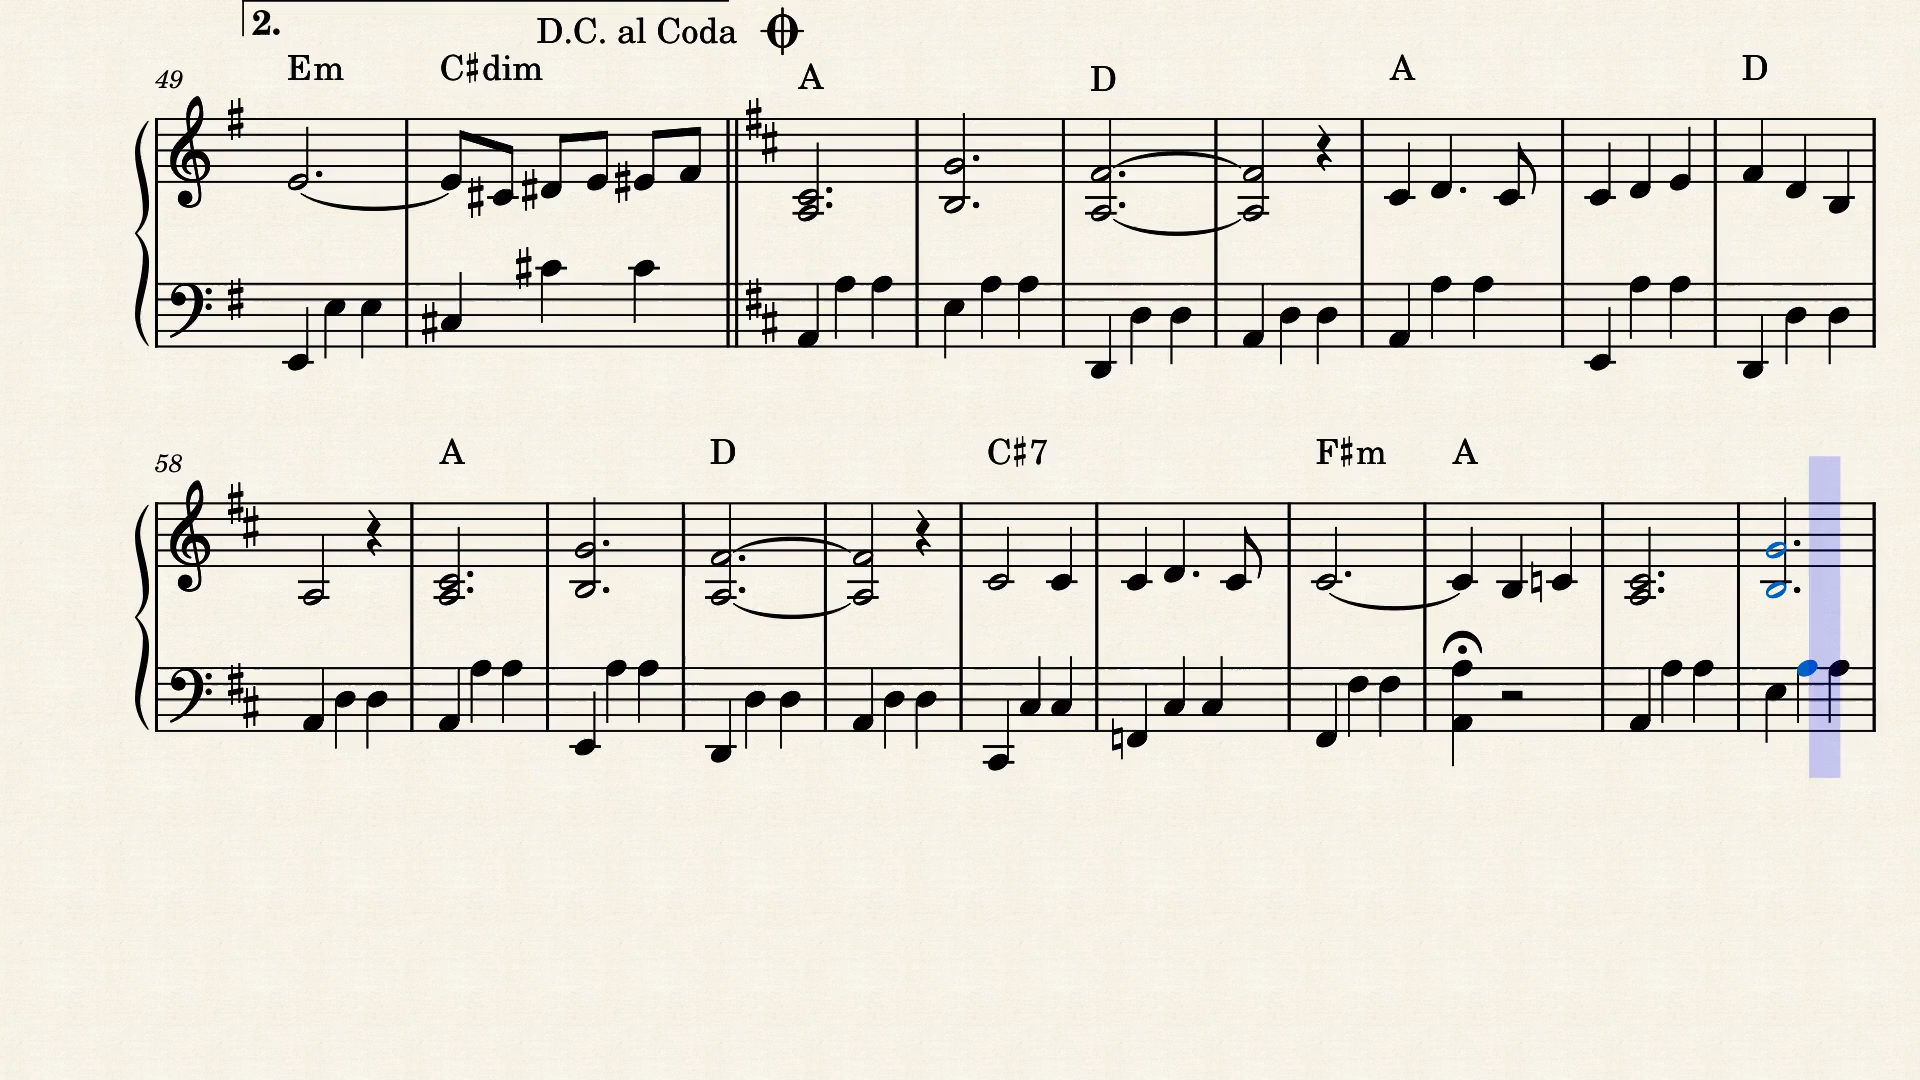 2.
D.C. al Coda
49 Em C♯dim A D A D
58 A D C♯7 F♯m A